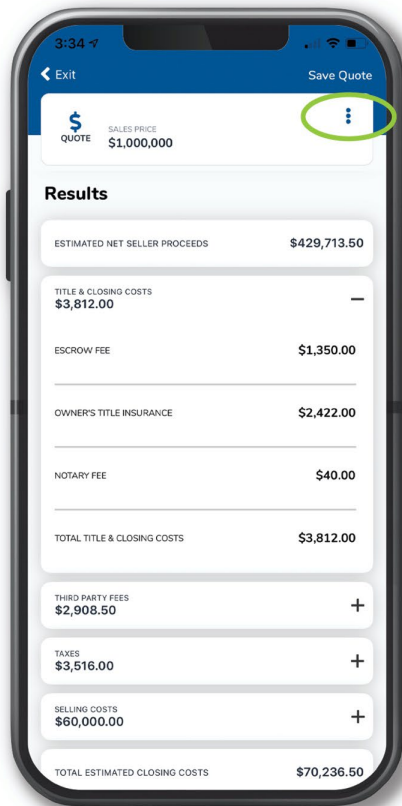 3:34
Exit
Save Quote
$
QUOTE
SALES PRICE
$1,000,000
Results
ESTIMATED NET SELLER PROCEEDS $429,713.50
TITLE & CLOSING COSTS
$3,812.00
ESCROW FEE $1,350.00
OWNER'S TITLE INSURANCE $2,422.00
NOTARY FEE $40.00
TOTAL TITLE & CLOSING COSTS $3,812.00
THIRD PARTY FEES
$2,908.50
TAXES
$3,516.00
SELLING COSTS
$60,000.00
TOTAL ESTIMATED CLOSING COSTS $70,236.50